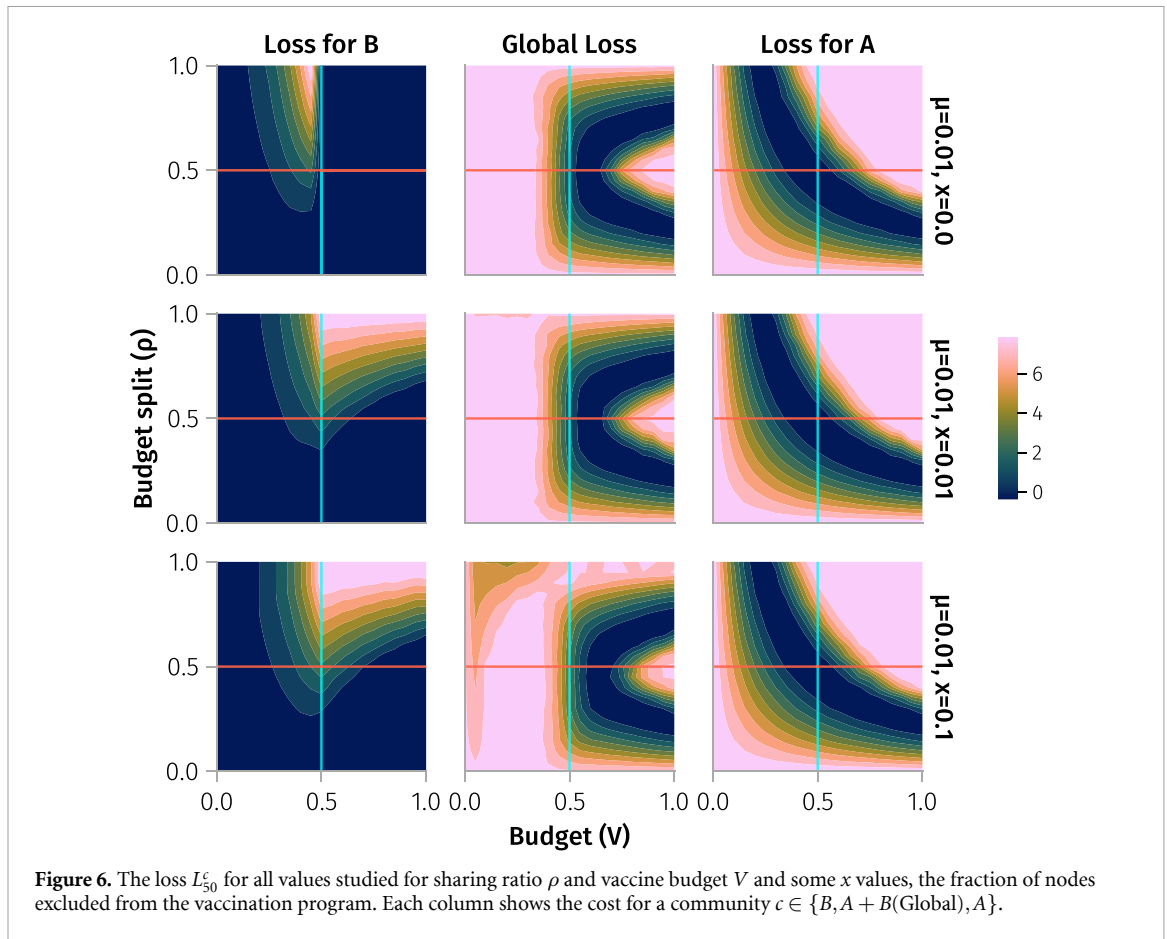 Loss for B Global Loss Loss for A
1.0
0.5
0.0
μ=0.01, x=0.0
1.0
0.5
0.0
μ=0.01, x=0.01
Budget split (ρ)
6
4
2
0
1.0
0.5
0.0
μ=0.01, x=0.1
0.0 0.5 1.0 0.0 0.5 1.0 0.0 0.5 1.0
Budget (V)
Figure 6. The loss L^c_50 for all values studied for sharing ratio ρ and vaccine budget V and some x values, the fraction of nodes
excluded from the vaccination program. Each column shows the cost for a community c ∈ {B, A + B(Global), A}.